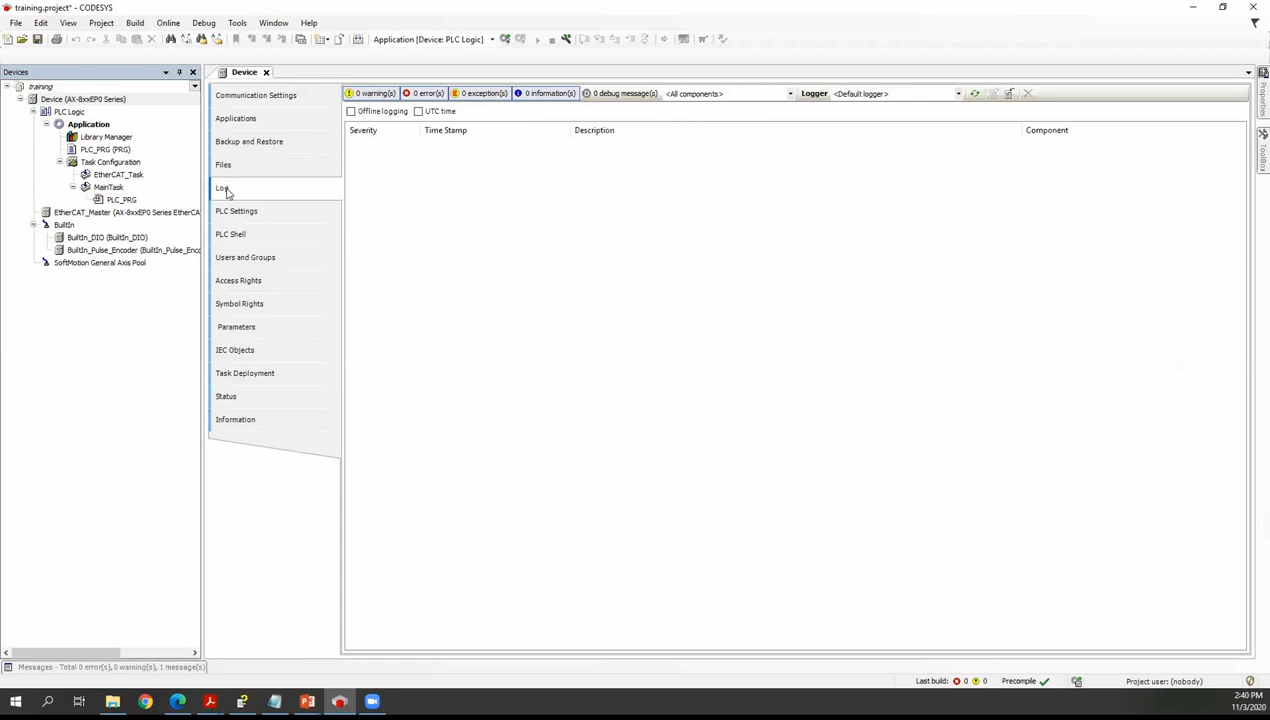 training.project* - CODESYS
File Edit View Project Build Online Debug Tools Window Help
Application [Device: PLC Logic]
Devices
training
Device (AX-8xxEP0 Series)
PLC Logic
Application
Library Manager
PLC_PRG (PRG)
Task Configuration
EtherCAT_Task
MainTask
PLC_PRG
EtherCAT_Master (AX-8xxEP0 Series EtherCA
BuiltIn
BuiltIn_DIO (BuiltIn_DIO)
BuiltIn_Pulse_Encoder (BuiltIn_Pulse_Enco
SoftMotion General Axis Pool
Device
Communication Settings
Applications
Backup and Restore
Files
Log
PLC Settings
PLC Shell
Users and Groups
Access Rights
Symbol Rights
Parameters
IEC Objects
Task Deployment
Status
Information
0 warning(s) 0 error(s) 0 exception(s) 0 information(s) 0 debug message(s) <All components> Logger <Default logger>
Offline logging UTC time
Severity Time Stamp Description Component
Properties
ToolBox
Messages - Total 0 error(s), 0 warning(s), 1 message(s)
Last build: 0 0 Precompile Project user: (nobody)
2:40 PM
11/3/2020